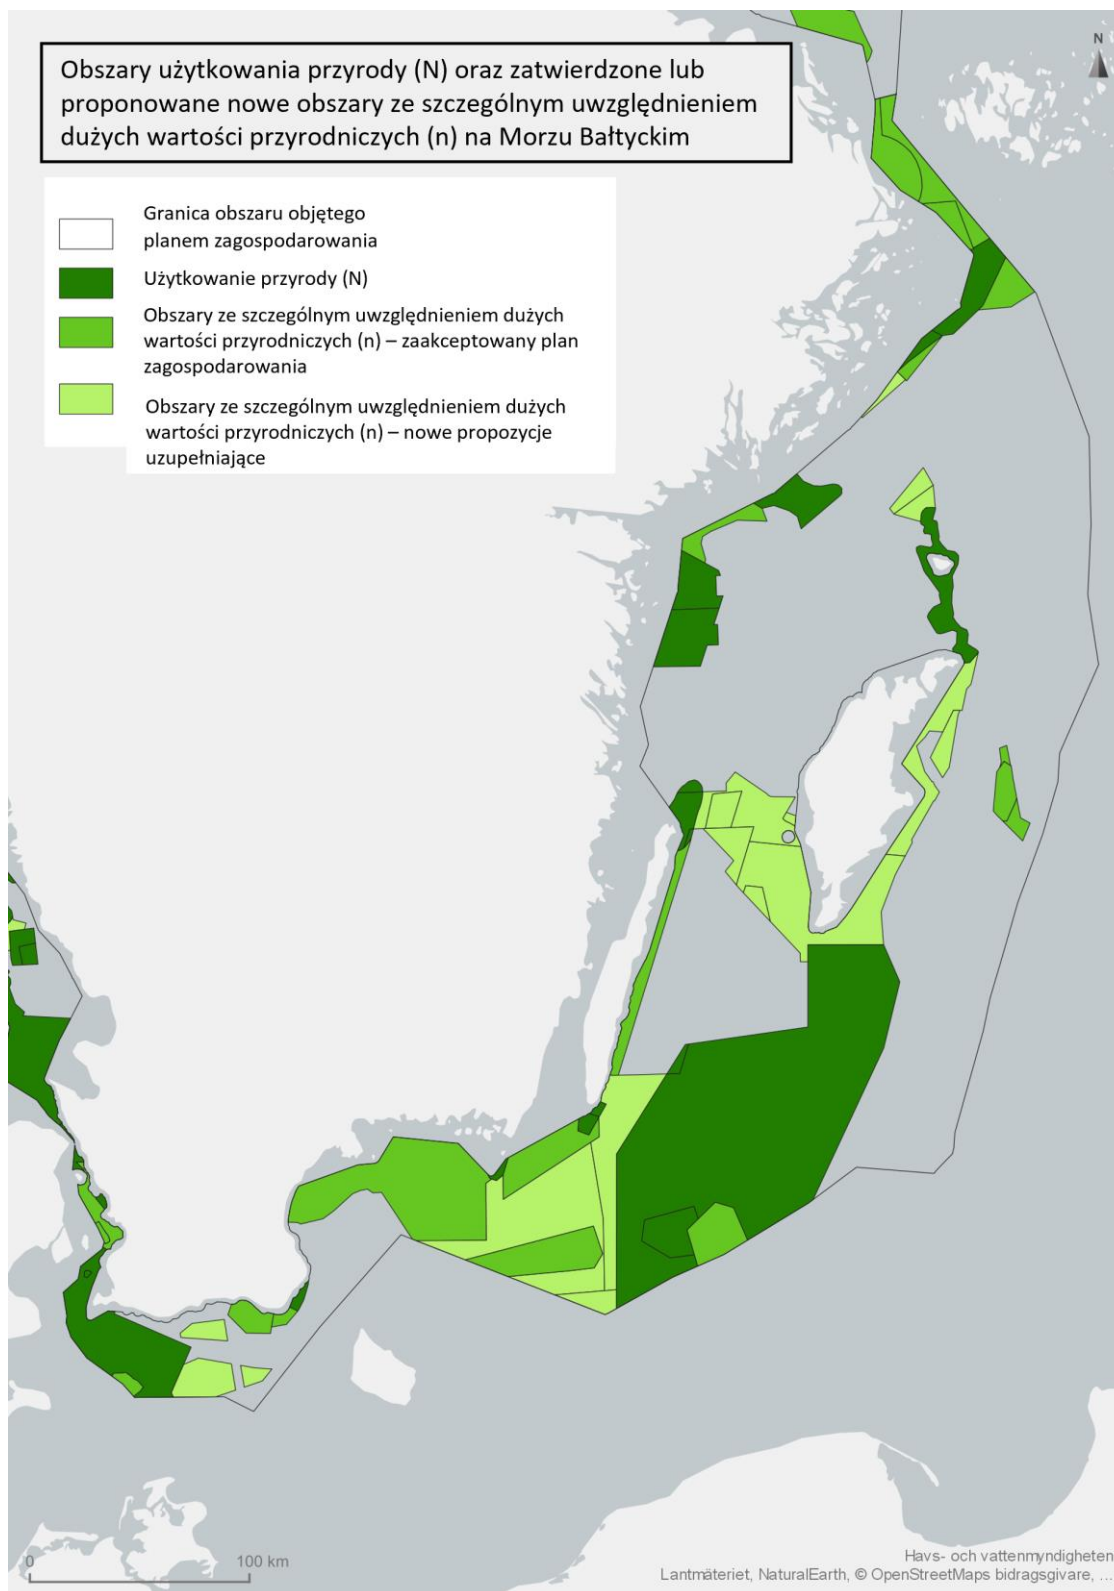 Obszary użytkowania przyrody (N) oraz zatwierdzone lub
proponowane nowe obszary ze szczególnym uwzględnieniem
dużych wartości przyrodniczych (n) na Morzu Bałtyckim
N
Granica obszaru objętego
planem zagospodarowania
Użytkowanie przyrody (N)
Obszary ze szczególnym uwzględnieniem dużych
wartości przyrodniczych (n) – zaakceptowany plan
zagospodarowania
Obszary ze szczególnym uwzględnieniem dużych
wartości przyrodniczych (n) – nowe propozycje
uzupełniające
0 100 km
Havs- och vattenmyndigheten
Lantmäteriet, NaturalEarth, © OpenStreetMaps bidragsgivare, ...